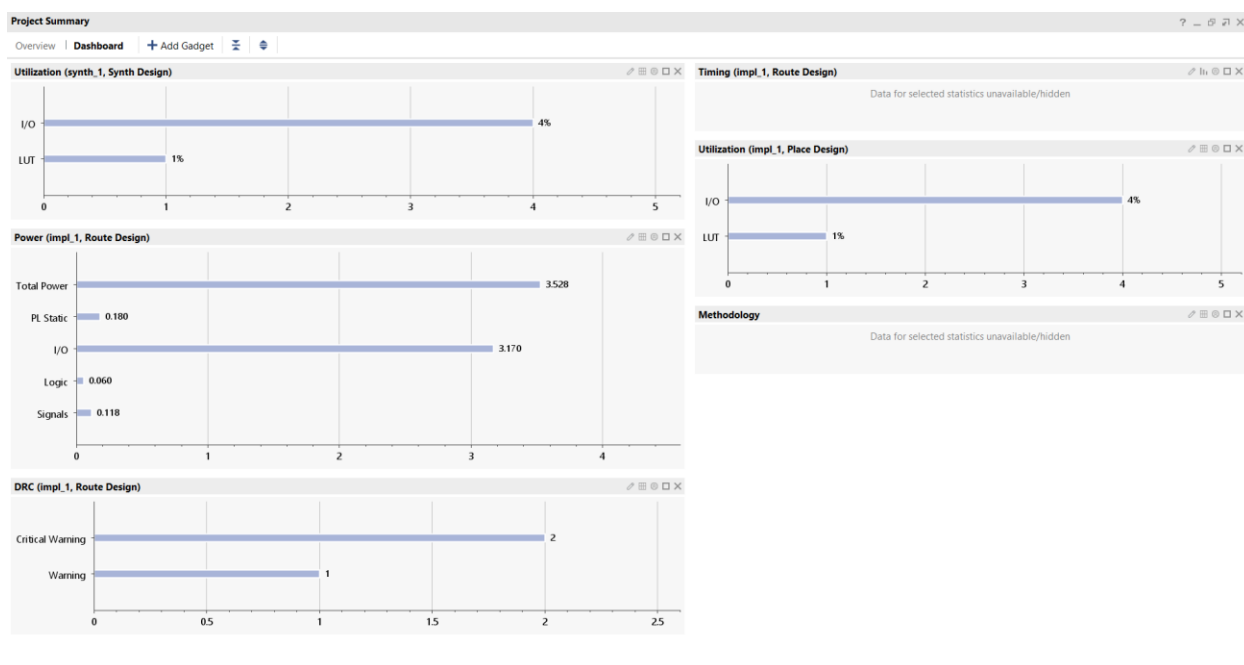 Project Summary
Overview | Dashboard + Add Gadget
Utilization (synth_1, Synth Design)
I/O 4%
LUT 1%
0 1 2 3 4 5
Power (impl_1, Route Design)
Total Power 3.528
PL Static 0.180
I/O 3.170
Logic 0.060
Signals 0.118
0 1 2 3 4
DRC (impl_1, Route Design)
Critical Warning 2
Warning 1
0 0.5 1 1.5 2 2.5
Timing (impl_1, Route Design)
Data for selected statistics unavailable/hidden
Utilization (impl_1, Place Design)
I/O 4%
LUT 1%
0 1 2 3 4 5
Methodology
Data for selected statistics unavailable/hidden